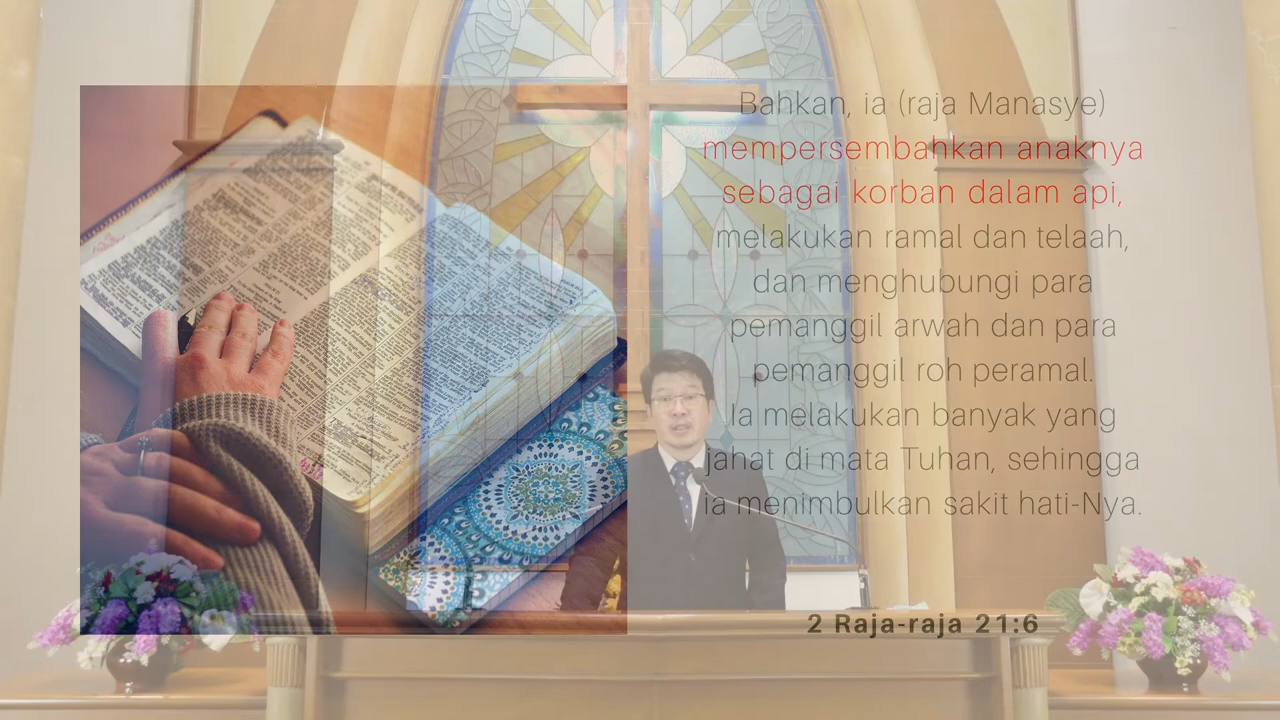 Bahkan, ia (raja Manasye)
mempersembahkan anaknya
sebagai korban dalam api,
melakukan ramal dan telaah,
dan menghubungi para
pemanggil arwah dan para
pemanggil roh peramal.
Ia melakukan banyak yang
jahat di mata Tuhan, sehingga
ia menimbulkan sakit hati-Nya.
2 Raja-raja 21:6